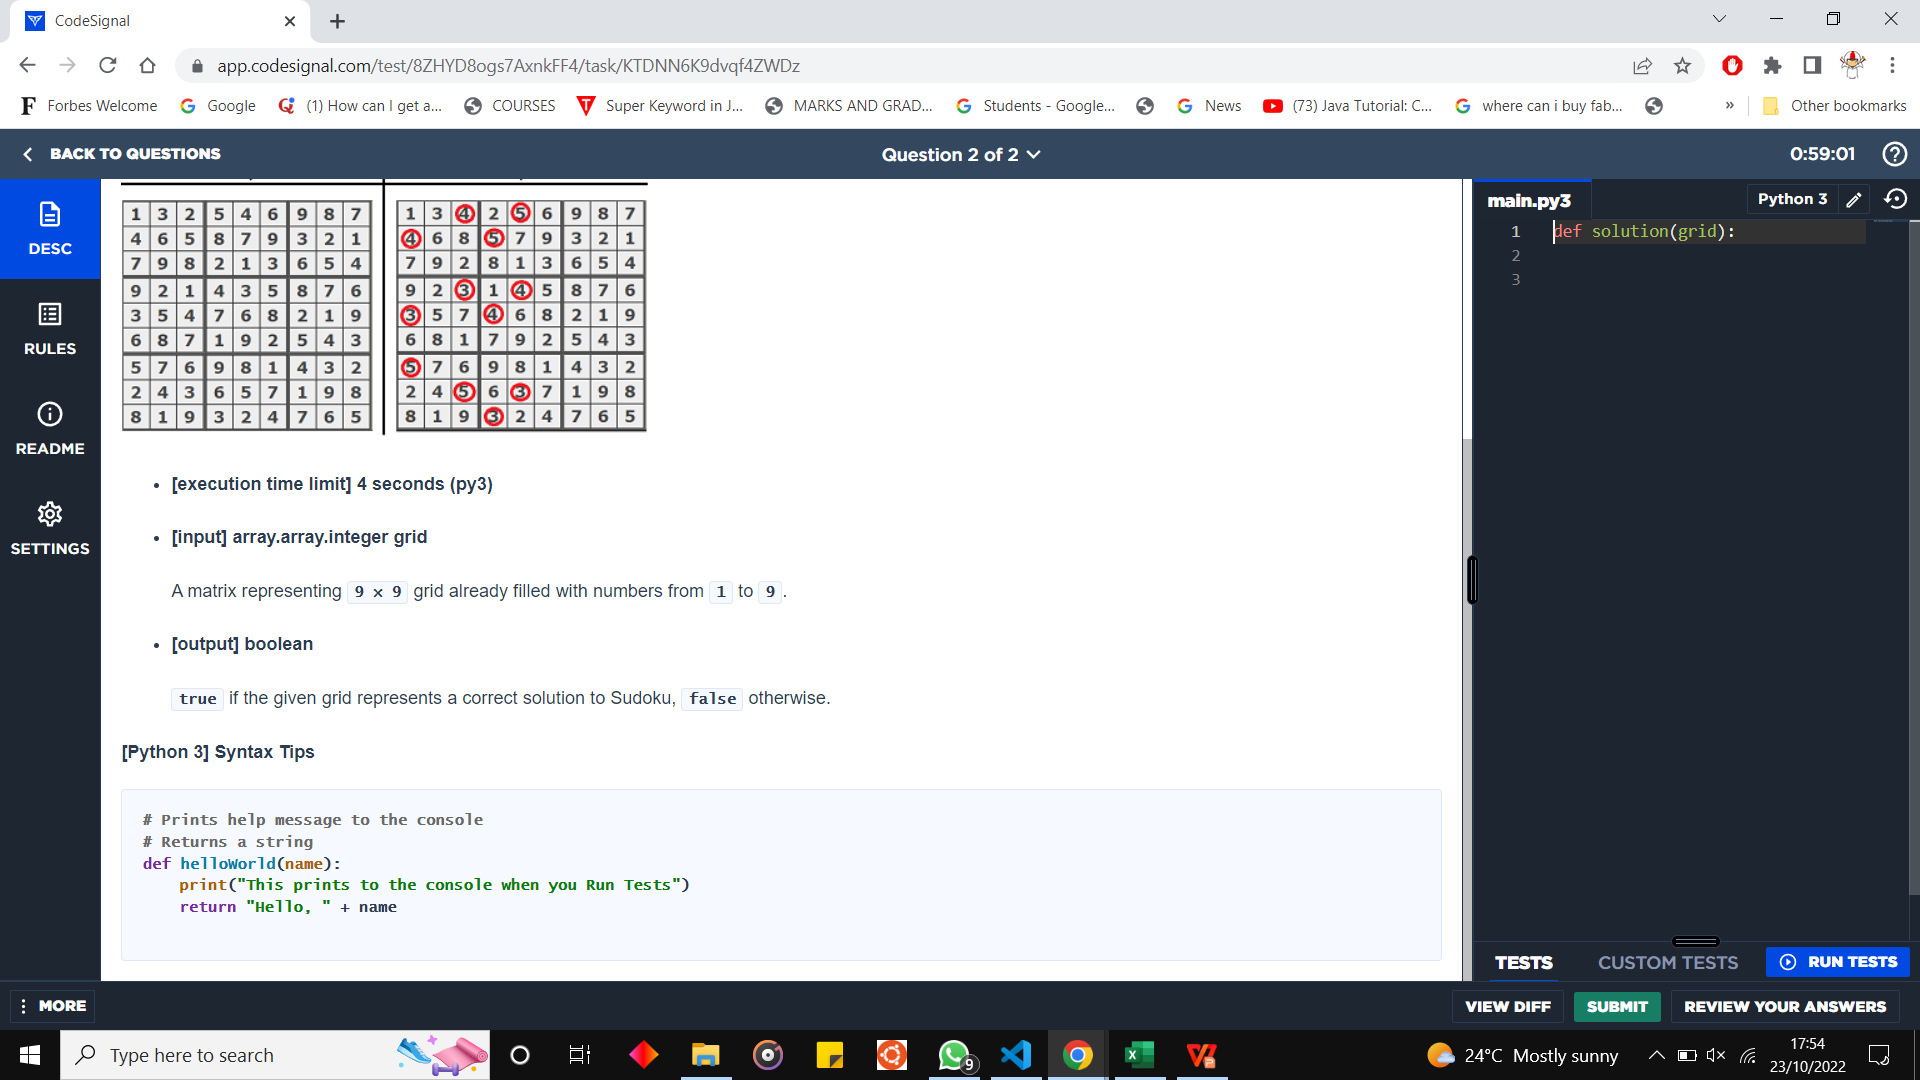 CodeSignal
app.codesignal.com/test/8ZHYD8ogs7AxnkFF4/task/KTDNN6K9dvqf4ZWDz
Forbes Welcome Google (1) How can I get a... COURSES Super Keyword in J... MARKS AND GRAD... Students - Google... News (73) Java Tutorial: C... where can i buy fab... » Other bookmarks
BACK TO QUESTIONS Question 2 of 2 0:59:01
DESC
RULES
README
SETTINGS
1 3 2 5 4 6 9 8 7 1 3 4 2 5 6 9 8 7
4 6 5 8 7 9 3 2 1 4 6 8 5 7 9 3 2 1
7 9 8 2 1 3 6 5 4 7 9 2 8 1 3 6 5 4
9 2 1 4 3 5 8 7 6 9 2 3 1 4 5 8 7 6
3 5 4 7 6 8 2 1 9 3 5 7 4 6 8 2 1 9
6 8 7 1 9 2 5 4 3 6 8 1 7 9 2 5 4 3
5 7 6 9 8 1 4 3 2 5 7 6 9 8 1 4 3 2
2 4 3 6 5 7 1 9 8 2 4 5 6 3 7 1 9 8
8 1 9 3 2 4 7 6 5 8 1 9 3 2 4 7 6 5
• [execution time limit] 4 seconds (py3)
• [input] array.array.integer grid
A matrix representing 9 × 9 grid already filled with numbers from 1 to 9.
• [output] boolean
true if the given grid represents a correct solution to Sudoku, false otherwise.
[Python 3] Syntax Tips
# Prints help message to the console
# Returns a string
def helloWorld(name):
print("This prints to the console when you Run Tests")
return "Hello, " + name
main.py3 Python 3
1 def solution(grid):
2
3
TESTS CUSTOM TESTS RUN TESTS
MORE VIEW DIFF SUBMIT REVIEW YOUR ANSWERS
Type here to search 9 24°C Mostly sunny 17:54
23/10/2022